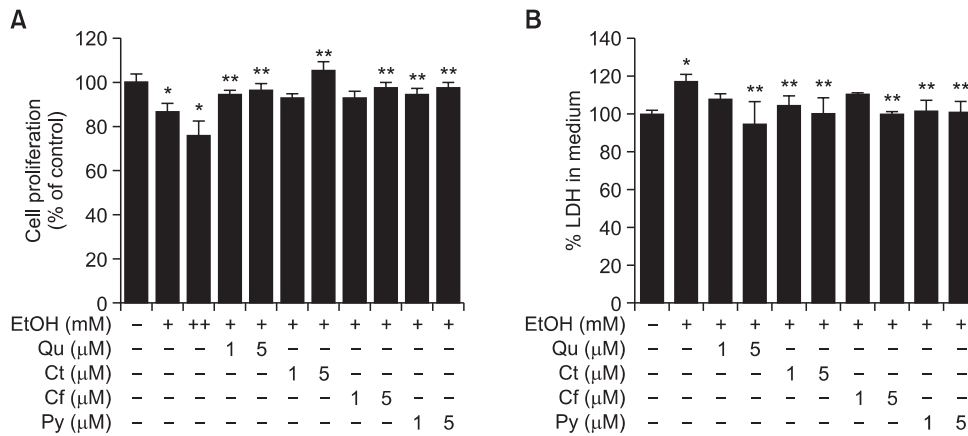 A
Cell proliferation
(% of control)
120
100
80
60
40
20
0
* * ** ** ** ** ** **
EtOH (mM) – + ++ + + + + + + + +
Qu (μM) – – – 1 5 – – – – – –
Ct (μM) – – – – – 1 5 – – – –
Cf (μM) – – – – – – – 1 5 – –
Py (μM) – – – – – – – – – 1 5
B
% LDH in medium
140
120
100
80
60
40
20
0
* ** ** ** ** ** **
EtOH (mM) – + + + + + + + + +
Qu (μM) – – 1 5 – – – – – –
Ct (μM) – – – – 1 5 – – – –
Cf (μM) – – – – – – 1 5 – –
Py (μM) – – – – – – – – 1 5